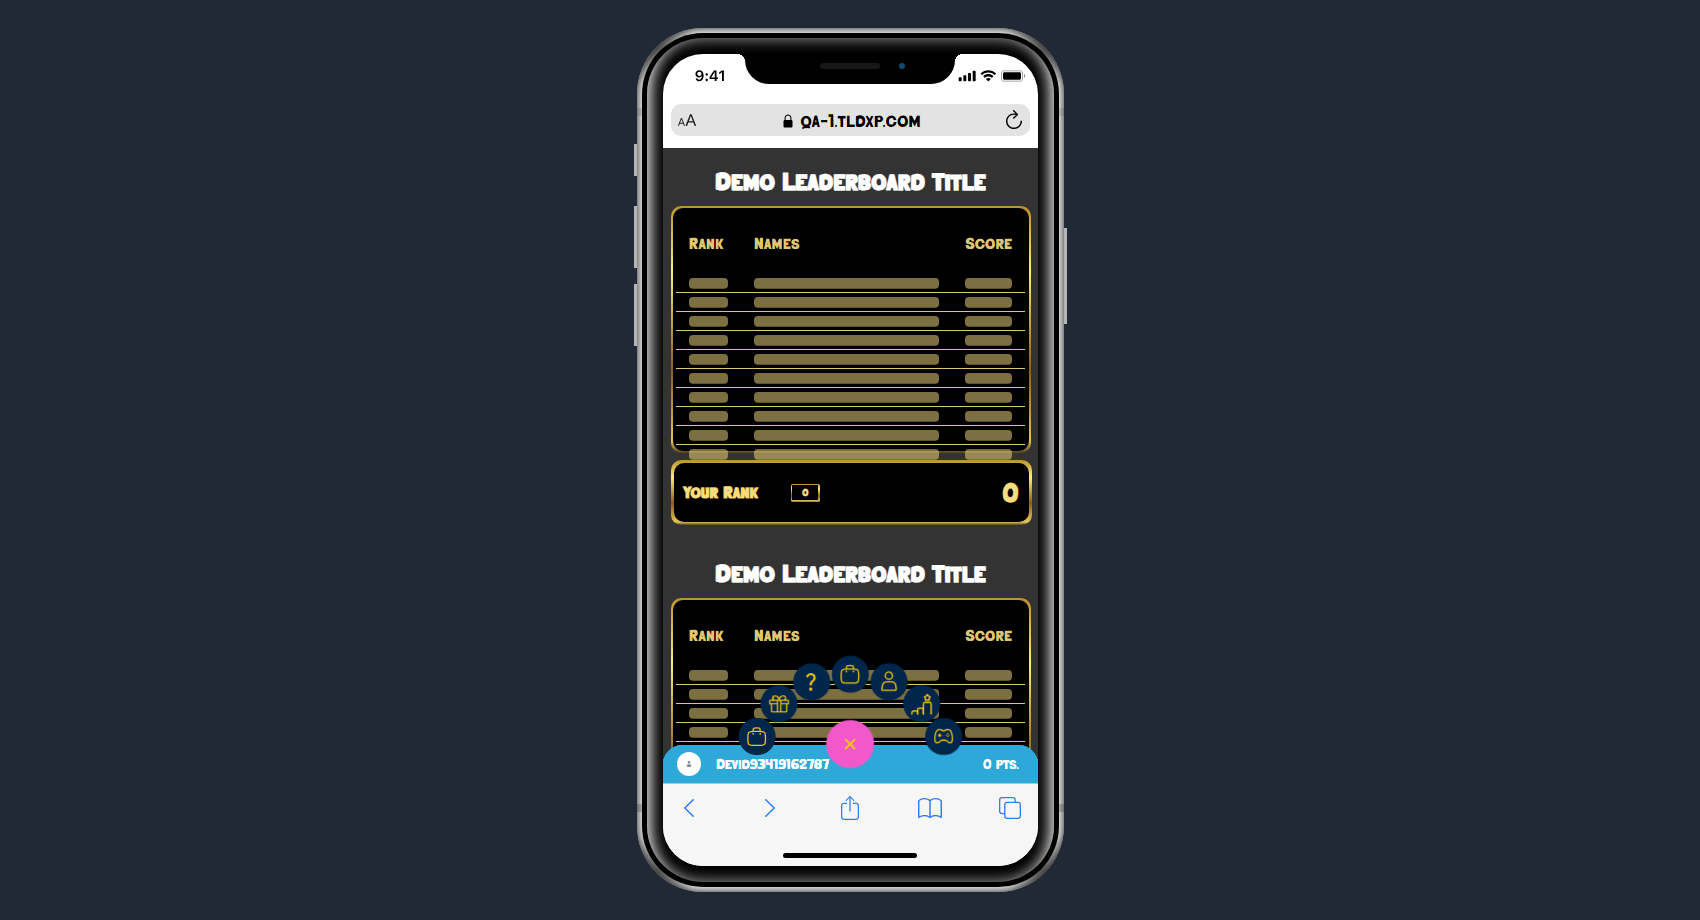 9:41
AA QA-1.TLDXP.COM
Demo Leaderboard Title
Rank Names Score
Your Rank 0 0
Demo Leaderboard Title
Rank Names Score
?
×
Devid93419162787 0 pts.